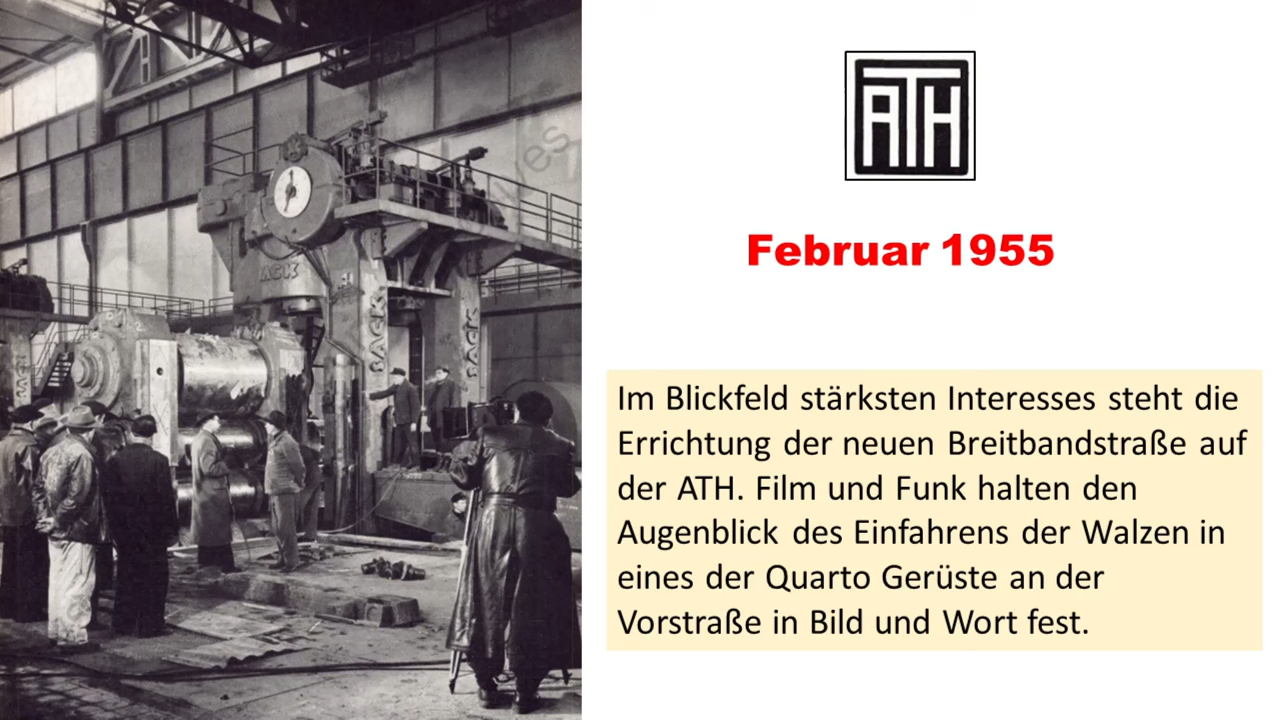 ATH
Februar 1955
Im Blickfeld stärksten Interesses steht die
Errichtung der neuen Breitbandstraße auf
der ATH. Film und Funk halten den
Augenblick des Einfahrens der Walzen in
eines der Quarto Gerüste an der
Vorstraße in Bild und Wort fest.
SACK
SACK
SACK